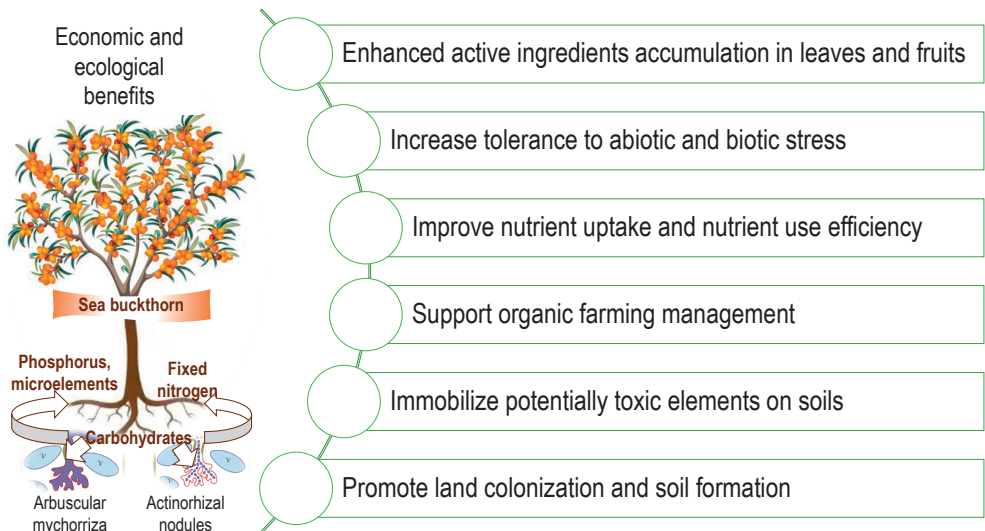 Economic and
ecological
benefits
Sea buckthorn
Phosphorus,
microelements
Fixed
nitrogen
Carbohydrates
V
V
V
V
Arbuscular
mychorriza
Actinorhizal
nodules
Enhanced active ingredients accumulation in leaves and fruits
Increase tolerance to abiotic and biotic stress
Improve nutrient uptake and nutrient use efficiency
Support organic farming management
Immobilize potentially toxic elements on soils
Promote land colonization and soil formation